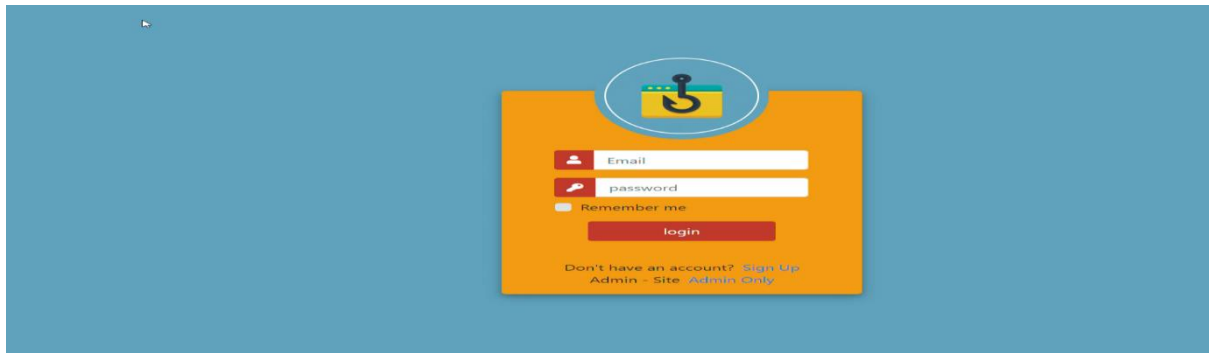 Email
password
Remember me
login
Don't have an account? Sign Up
Admin - Site Admin Only